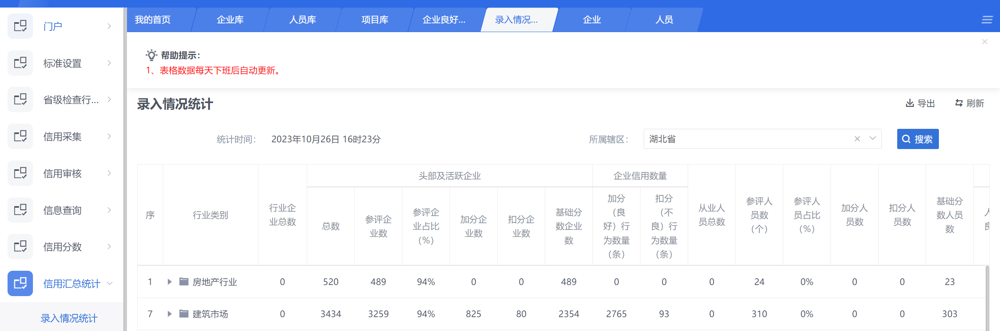 我的首页
企业库
人员库
项目库
企业良好...
录入情况...
企业
人员
门户
标准设置
省级检查行...
信用采集
信用审核
信息查询
信用分数
信用汇总统计
录入情况统计
帮助提示：
1、表格数据每天下班后自动更新。
录入情况统计
导出
刷新
统计时间：
2023年10月26日 16时23分
所属辖区：
湖北省
搜索
序
行业类别
行业企
业总数
头部及活跃企业
总数
参评企
业数
参评企
业占比
（%）
加分企
业数
扣分企
业数
基础分
数企业
数
企业信用数量
加分
（良
好）行
为数量
（条）
扣分
（不
良）行
为数量
（条）
从业人
员总数
参评人
员数
（个）
参评人
员占比
（%）
加分人
员数
扣分人
员数
基础分
数人员
数
1 房地产行业 0 520 489 94% 0 0 489 0 0 0 24 0% 0 0 23
7 建筑市场 0 3434 3259 94% 825 80 2354 2765 93 0 310 0% 0 0 303